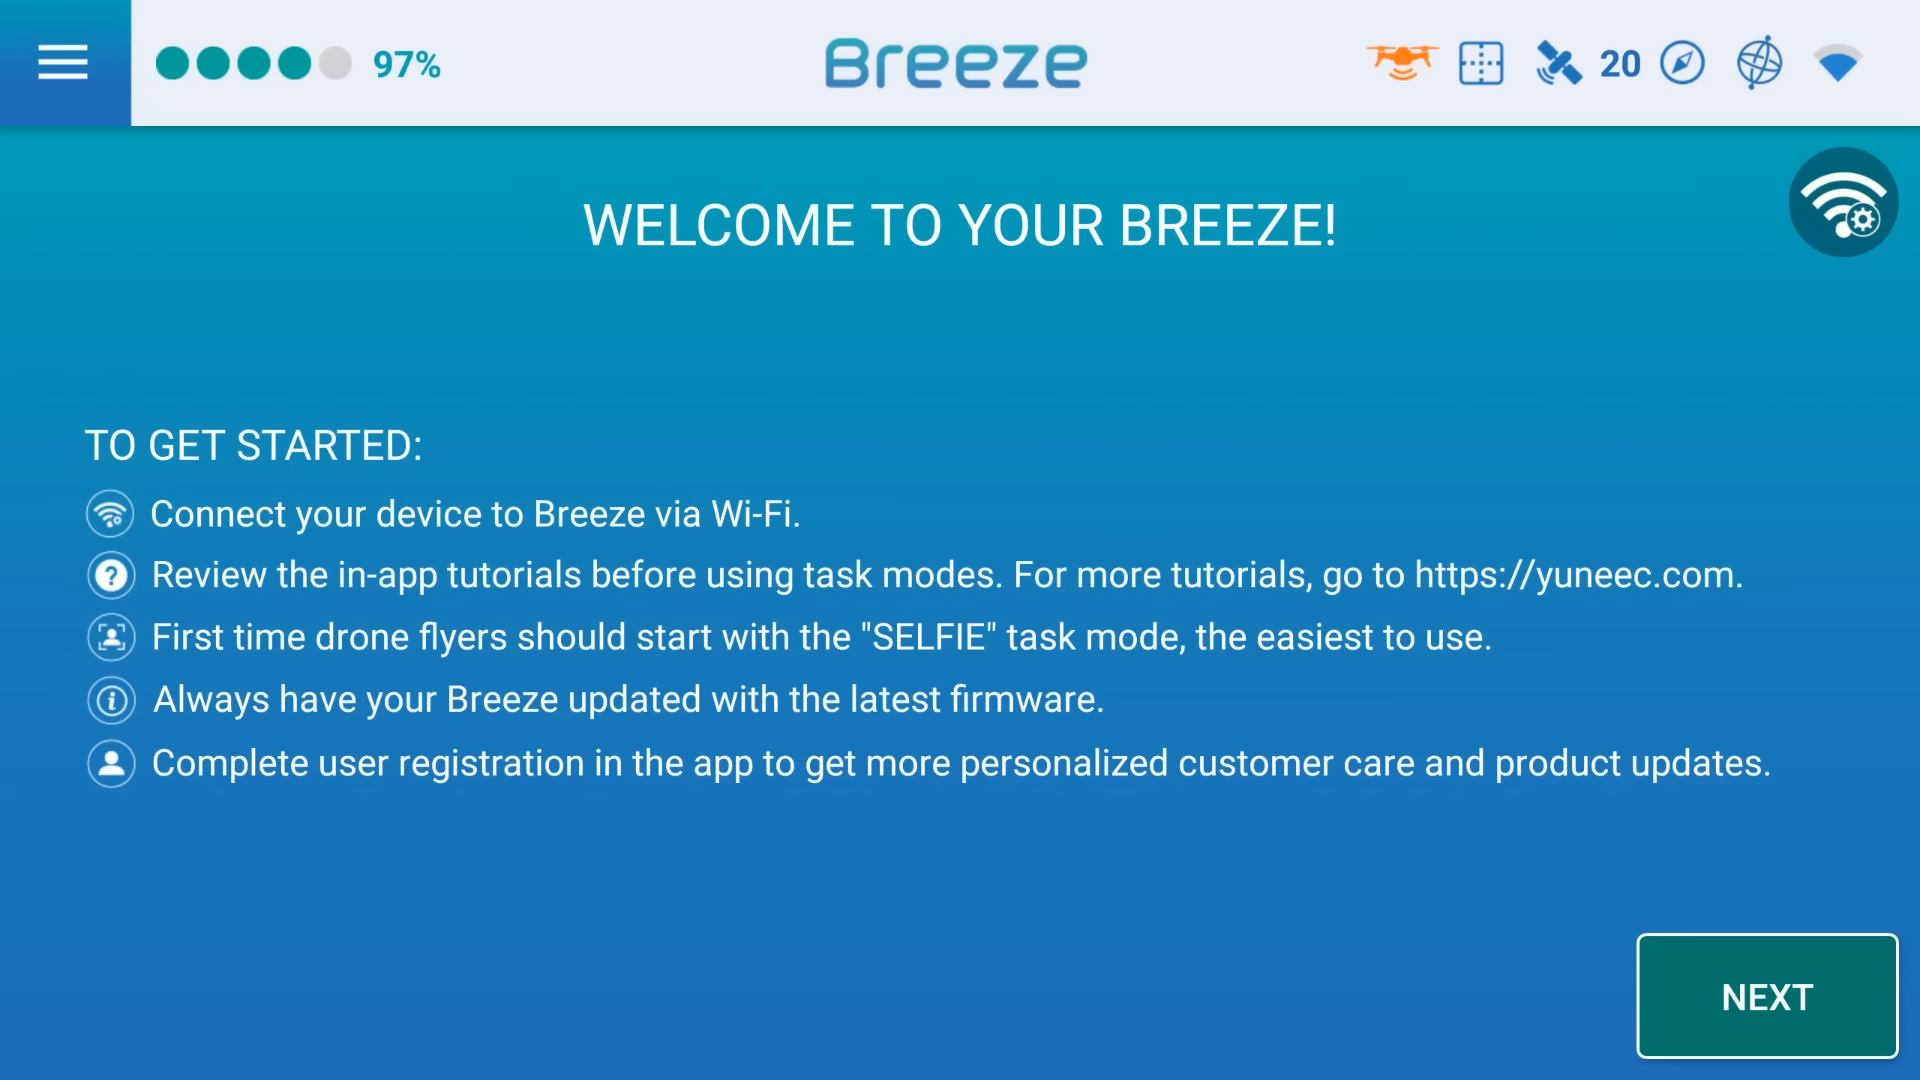 97%
Breeze
20
WELCOME TO YOUR BREEZE!
TO GET STARTED:
Connect your device to Breeze via Wi-Fi.
Review the in-app tutorials before using task modes. For more tutorials, go to https://yuneec.com.
First time drone flyers should start with the "SELFIE" task mode, the easiest to use.
Always have your Breeze updated with the latest firmware.
Complete user registration in the app to get more personalized customer care and product updates.
NEXT